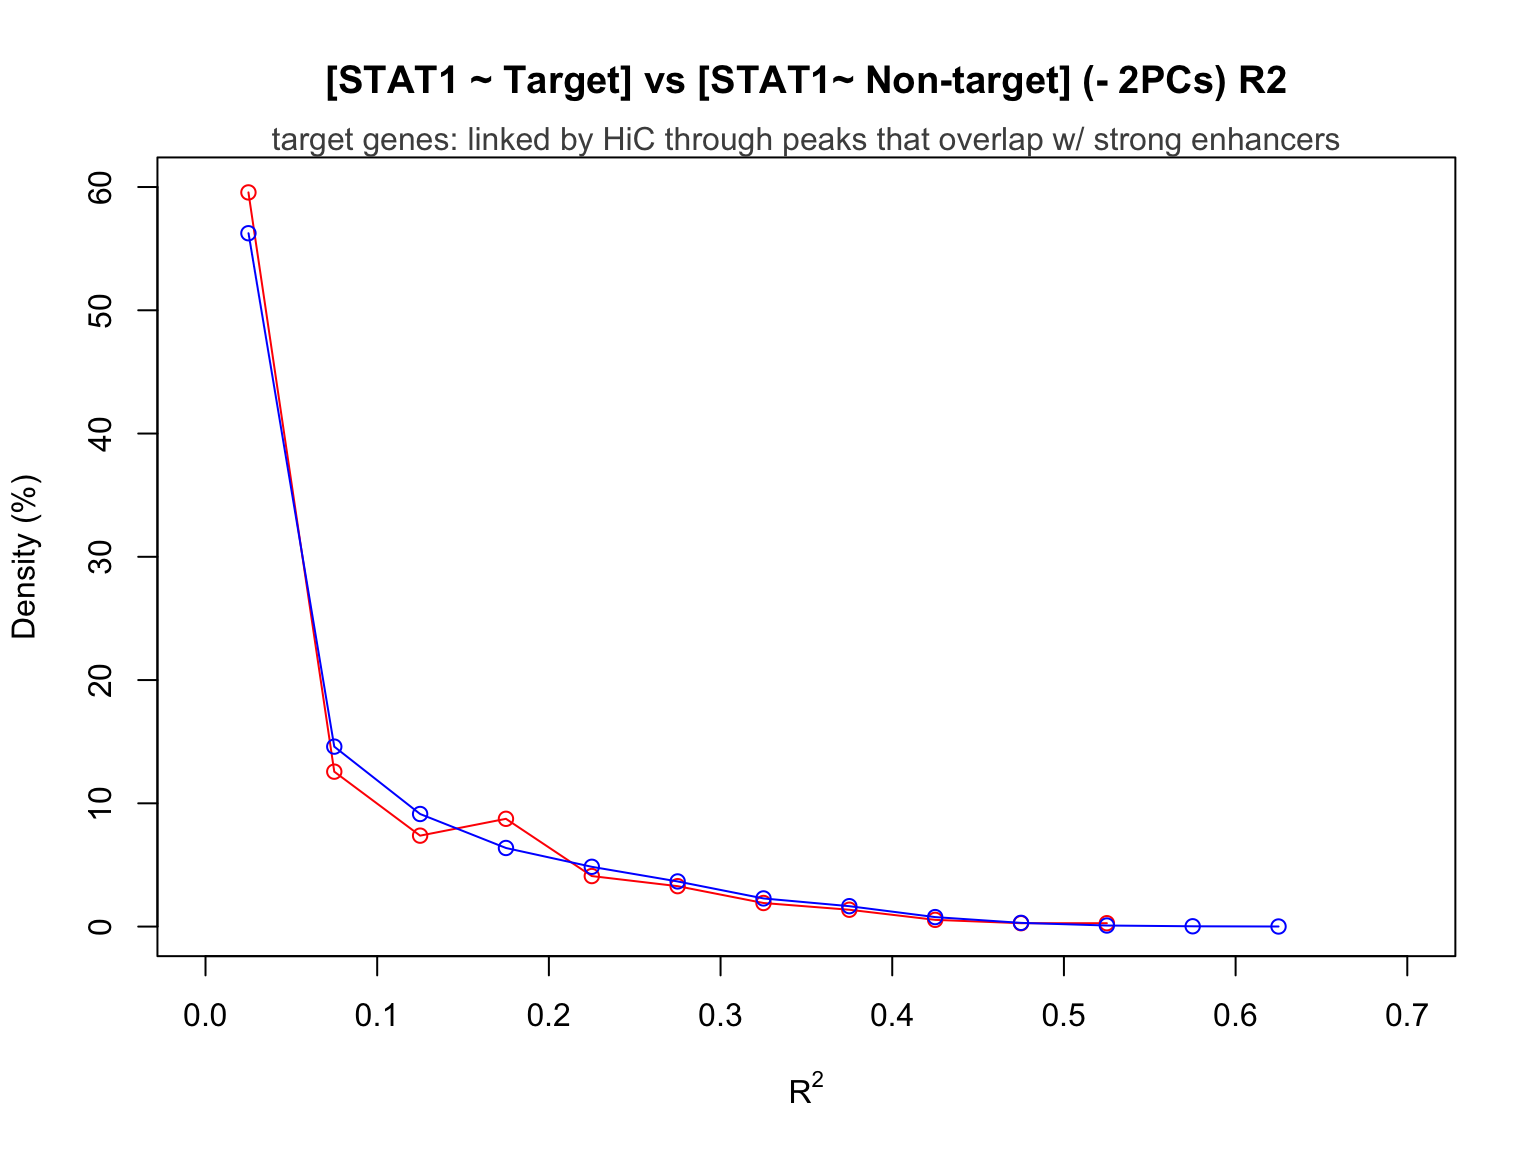 [STAT1 ~ Target] vs [STAT1~ Non-target] (- 2PCs) R2
target genes: linked by HiC through peaks that overlap w/ strong enhancers
Density (%)
60
50
40
30
20
10
0
0.0 0.1 0.2 0.3 0.4 0.5 0.6 0.7
R²